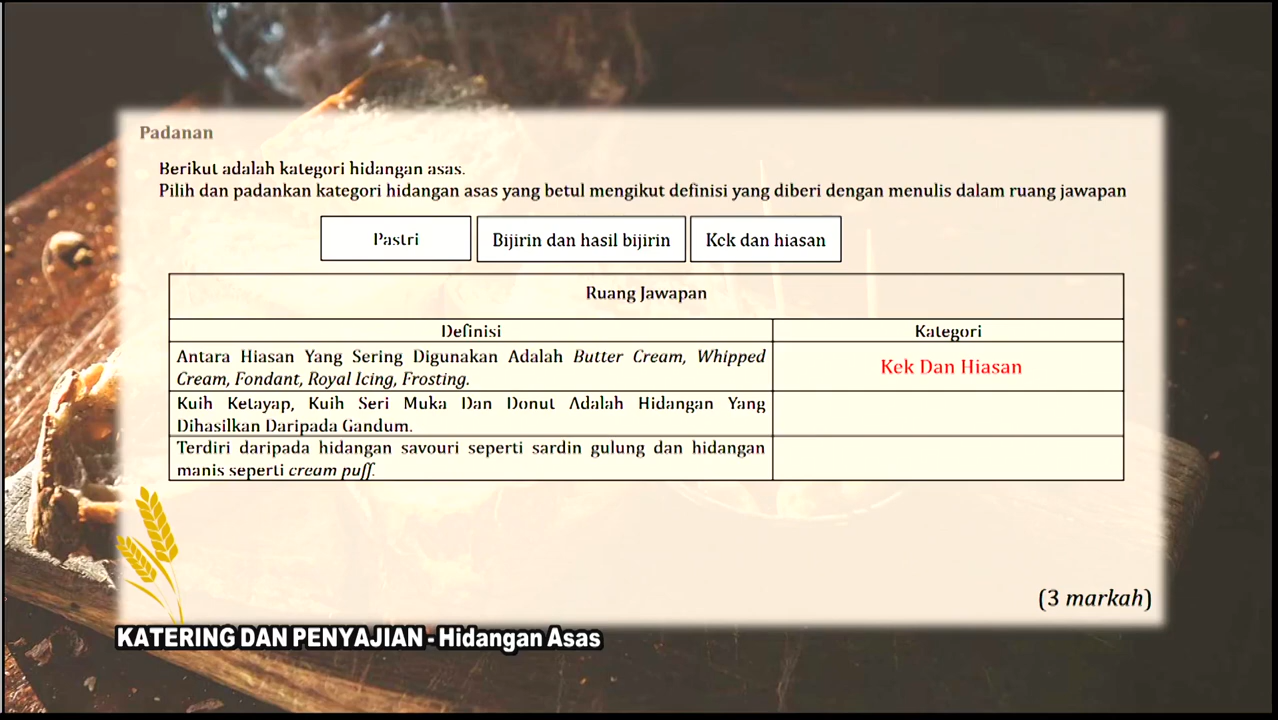 Padanan
Berikut adalah kategori hidangan asas.
Pilih dan padankan kategori hidangan asas yang betul mengikut definisi yang diberi dengan menulis dalam ruang jawapan
Pastri
Bijirin dan hasil bijirin
Kek dan hiasan
Ruang Jawapan
Definisi
Kategori
Antara Hiasan Yang Sering Digunakan Adalah Butter Cream, Whipped
Cream, Fondant, Royal Icing, Frosting.
Kek Dan Hiasan
Kuih Ketayap, Kuih Seri Muka Dan Donut Adalah Hidangan Yang
Dihasilkan Daripada Gandum.
Terdiri daripada hidangan savouri seperti sardin gulung dan hidangan
manis seperti cream puff.
(3 markah)
KATERING DAN PENYAJIAN - Hidangan Asas